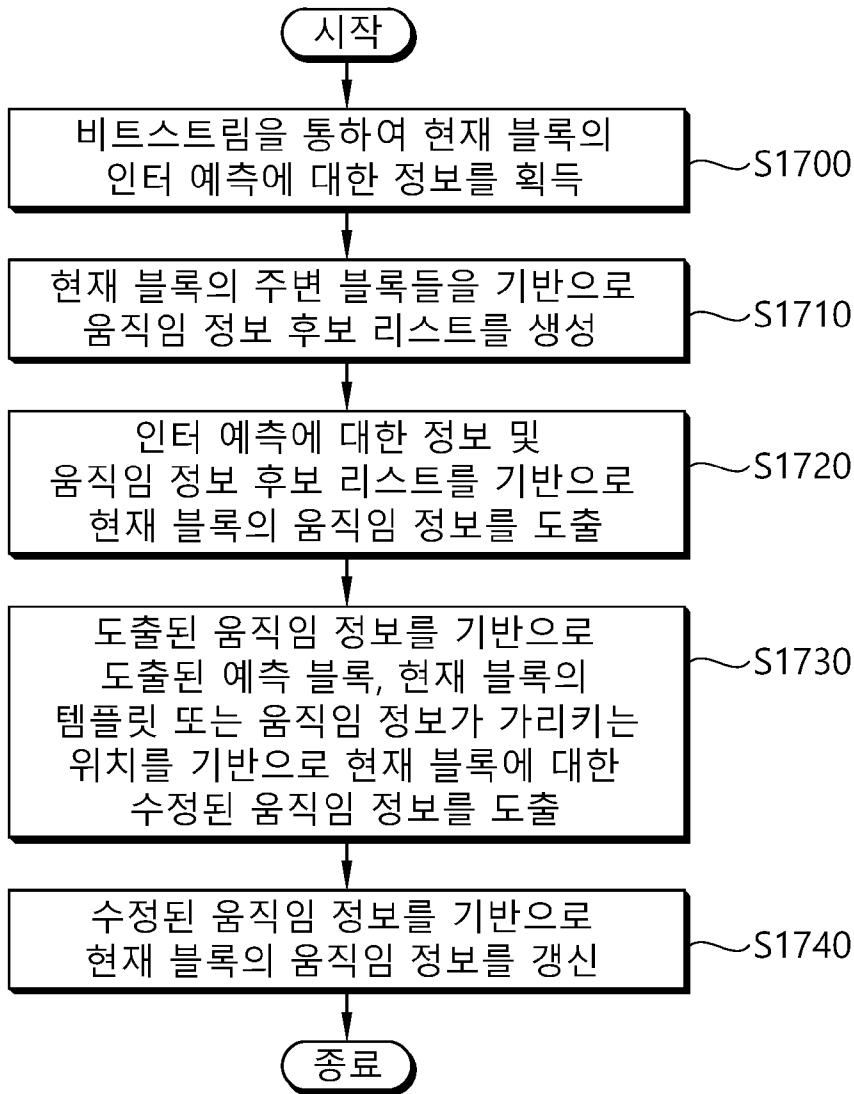 시작
비트스트림을 통하여 현재 블록의
인터 예측에 대한 정보를 획득
S1700
현재 블록의 주변 블록들을 기반으로
움직임 정보 후보 리스트를 생성
S1710
인터 예측에 대한 정보 및
움직임 정보 후보 리스트를 기반으로
현재 블록의 움직임 정보를 도출
S1720
도출된 움직임 정보를 기반으로
도출된 예측 블록, 현재 블록의
템플릿 또는 움직임 정보가 가리키는
위치를 기반으로 현재 블록에 대한
수정된 움직임 정보를 도출
S1730
수정된 움직임 정보를 기반으로
현재 블록의 움직임 정보를 갱신
S1740
종료